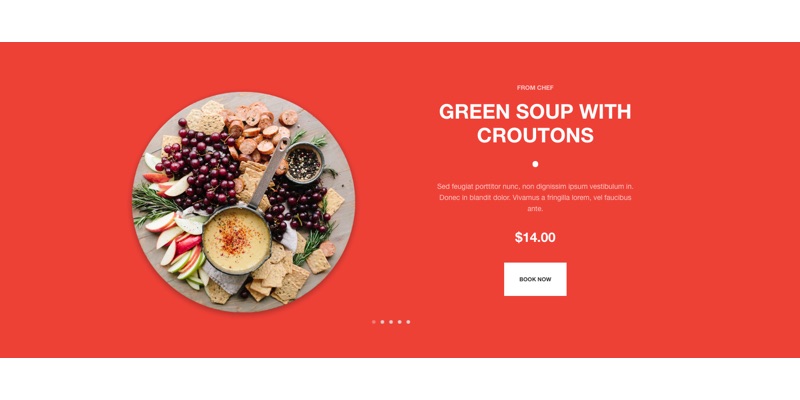 FROM CHEF
GREEN SOUP WITH
CROUTONS
Sed feugiat porttitor nunc, non dignissim ipsum vestibulum in.
Donec in blandit dolor. Vivamus a fringilla lorem, vel faucibus
ante.
$14.00
BOOK NOW